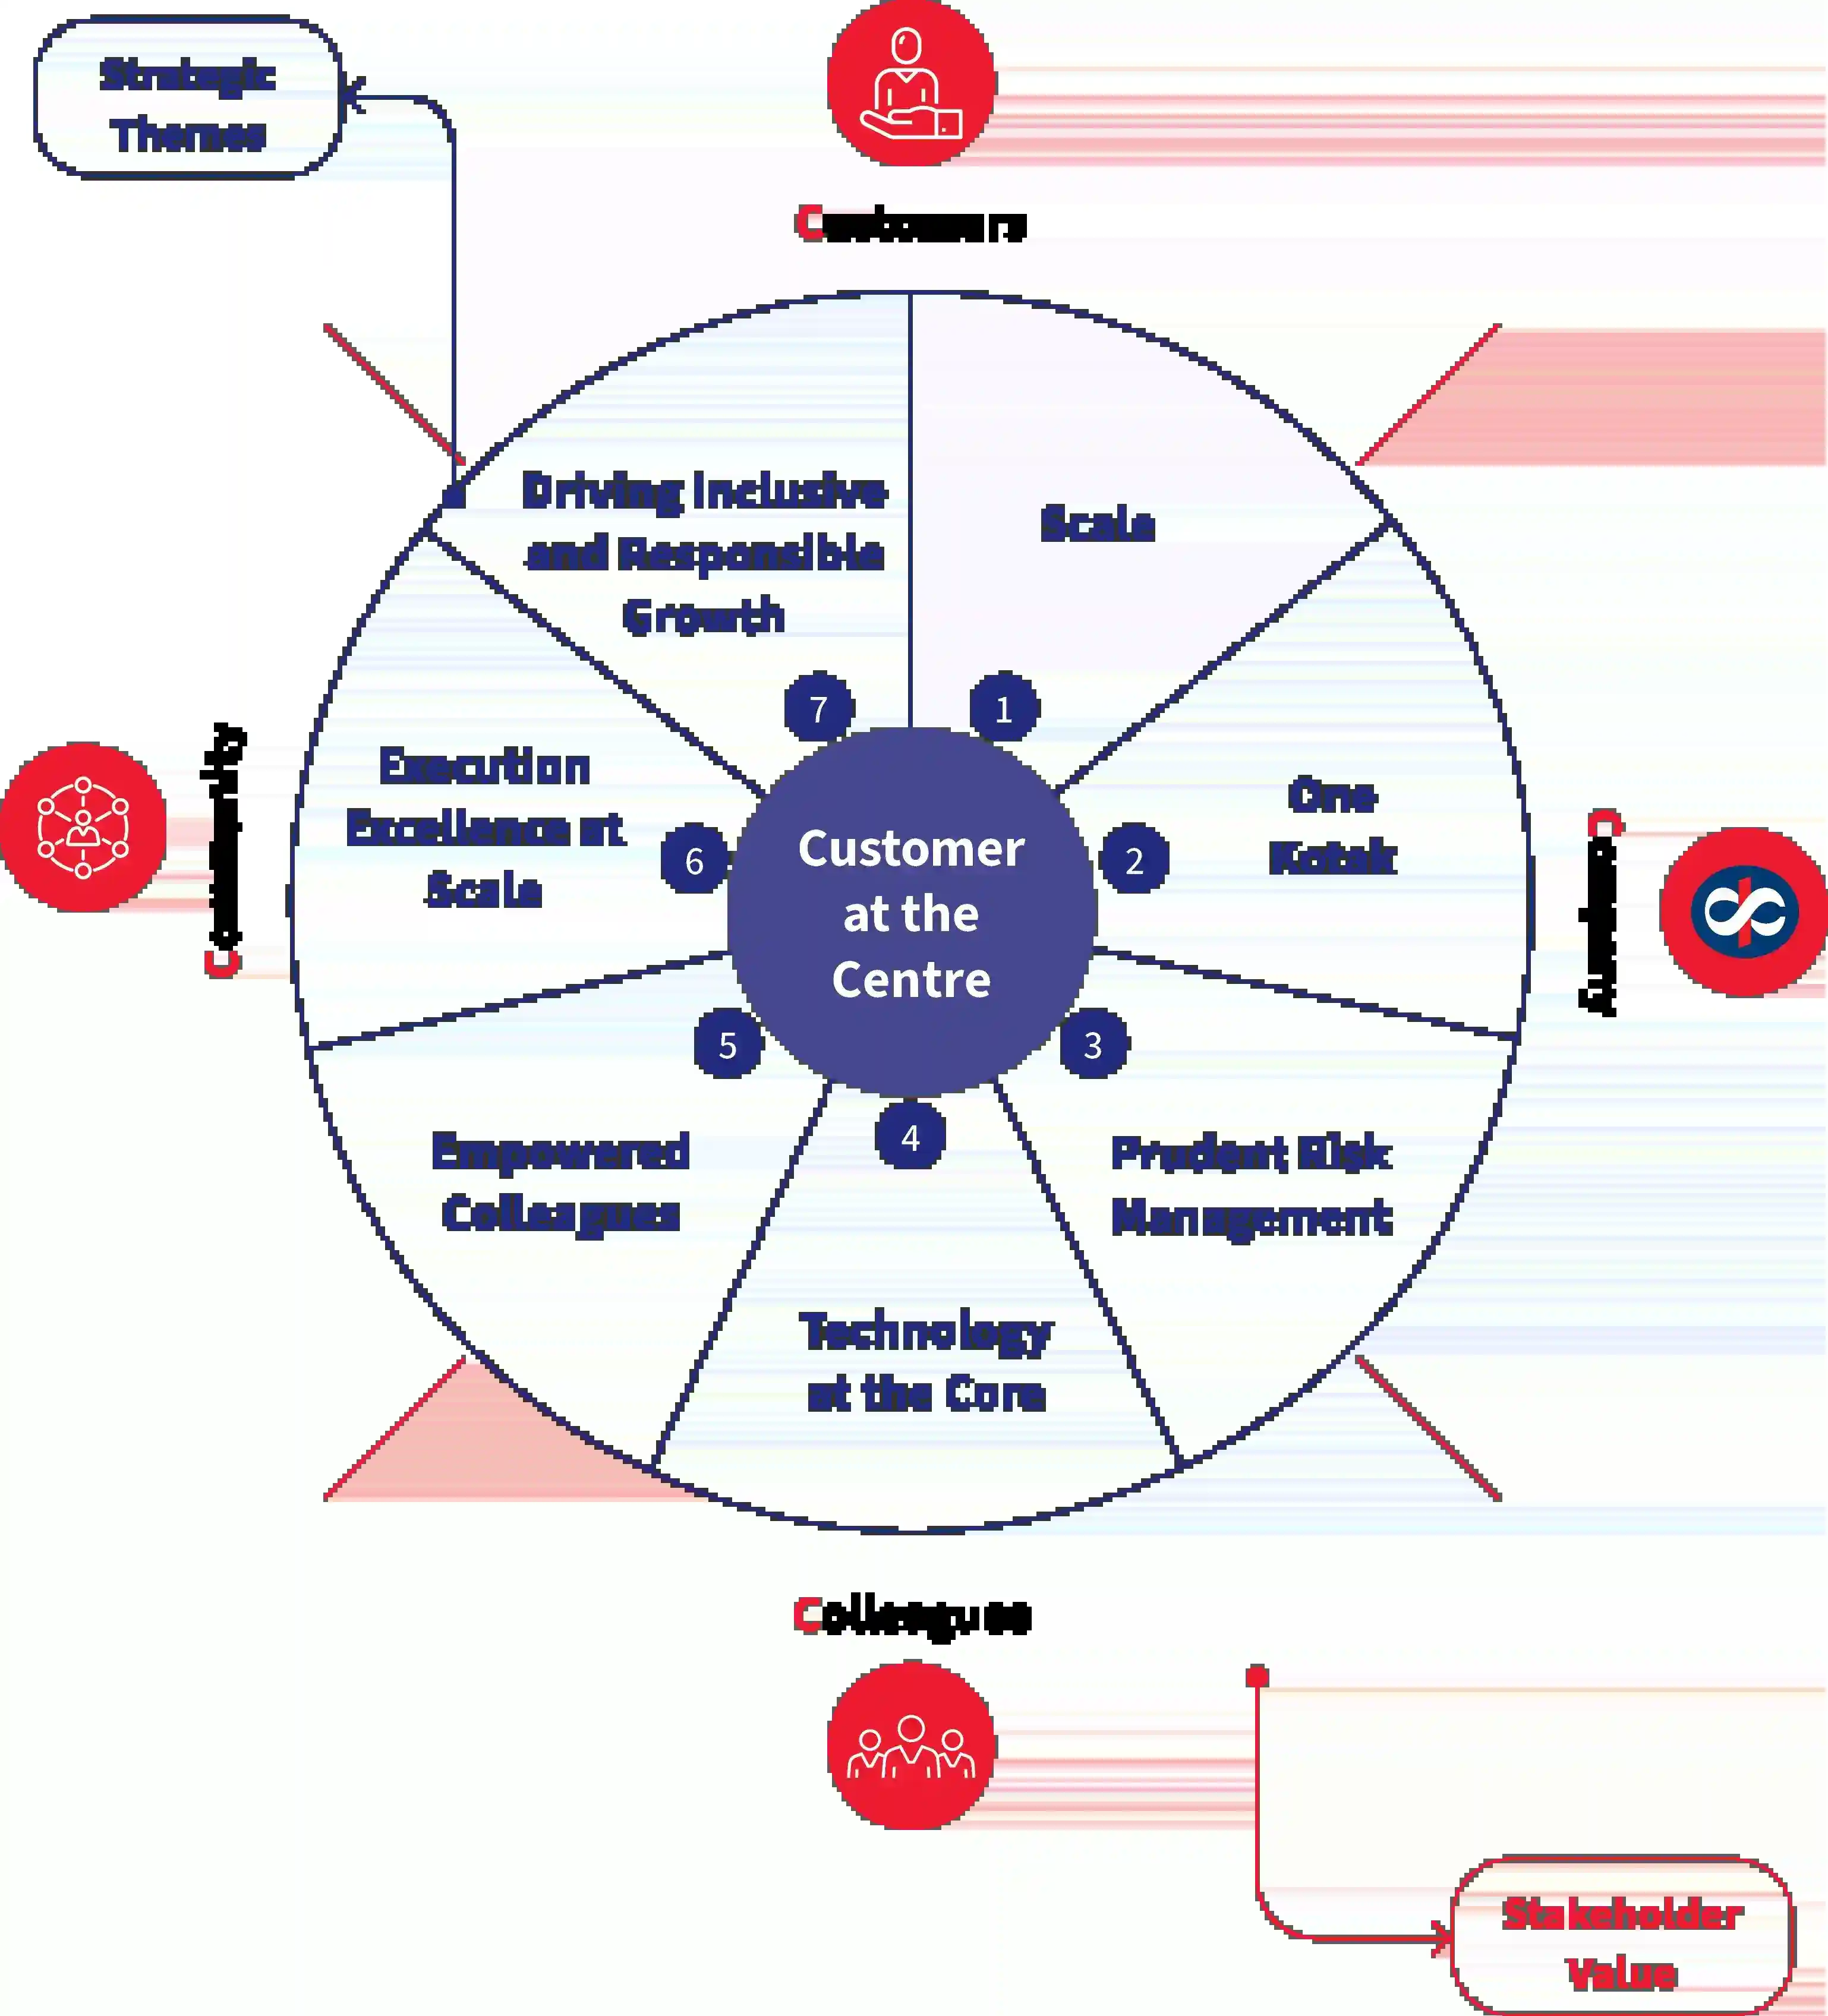 Strategic
Themes
Customers
Driving Inclusive
and Responsible
Growth
Scale
7
1
Execution
Excellence at
Scale
6
Customer
at the
Centre
2
One
Kotak
Community
5
3
4
Empowered
Colleagues
Prudent Risk
Management
Technology
at the Core
Colleagues
Stakeholder
Value